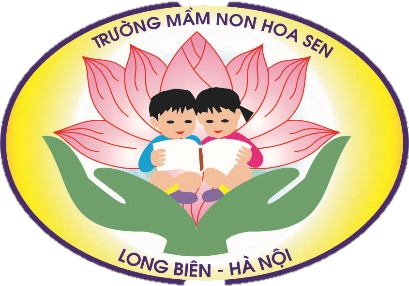 TRƯỜNG MẦM NON HOA SEN
LONG BIÊN - HÀ NỘI